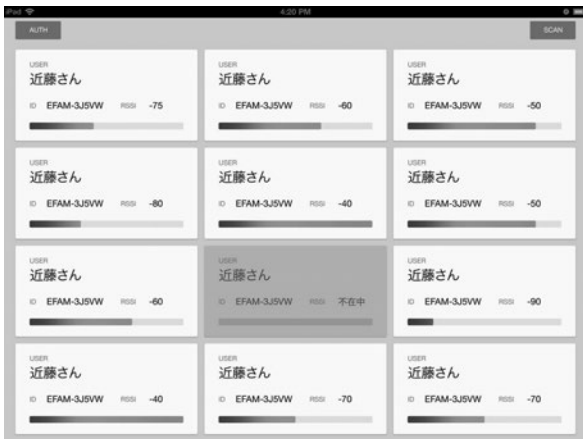 iPad 4:20 PM
AUTH SCAN
USER USER USER
近藤さん 近藤さん 近藤さん
ID EFAM-3J5VW RSSI -75 ID EFAM-3J5VW RSSI -60 ID EFAM-3J5VW RSSI -50
USER USER USER
近藤さん 近藤さん 近藤さん
ID EFAM-3J5VW RSSI -80 ID EFAM-3J5VW RSSI -40 ID EFAM-3J5VW RSSI -50
USER USER USER
近藤さん 近藤さん 近藤さん
ID EFAM-3J5VW RSSI -60 ID EFAM-3J5VW RSSI 不在中 ID EFAM-3J5VW RSSI -90
USER USER USER
近藤さん 近藤さん 近藤さん
ID EFAM-3J5VW RSSI -40 ID EFAM-3J5VW RSSI -70 ID EFAM-3J5VW RSSI -70